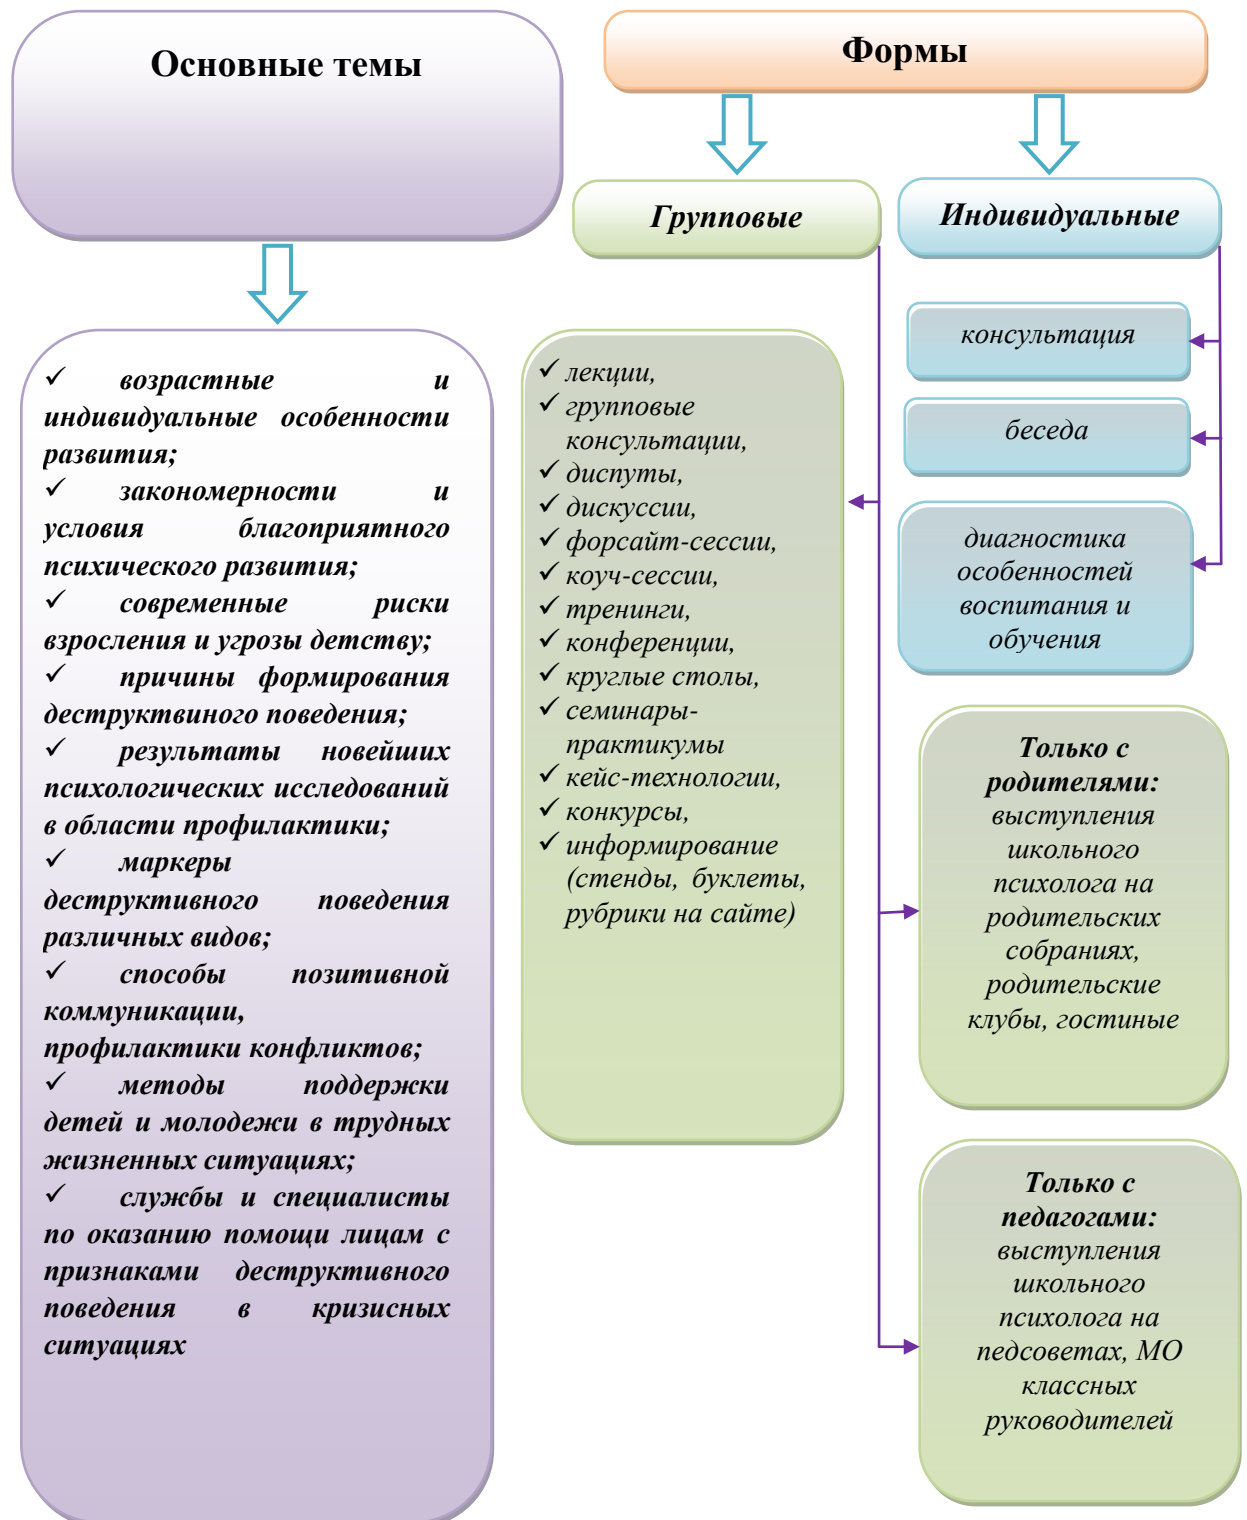 Основные темы
✓ возрастные и
индивидуальные особенности
развития;
✓ закономерности и
условия благоприятного
психического развития;
✓ современные риски
взросления и угрозы детству;
✓ причины формирования
деструктвиного поведения;
✓ результаты новейших
психологических исследований
в области профилактики;
✓ маркеры
деструктивного поведения
различных видов;
✓ способы позитивной
коммуникации,
профилактики конфликтов;
✓ методы поддержки
детей и молодежи в трудных
жизненных ситуациях;
✓ службы и специалисты
по оказанию помощи лицам с
признаками деструктивного
поведения в кризисных
ситуациях
Формы
Групповые
✓ лекции,
✓ групповые
консультации,
✓ диспуты,
✓ дискуссии,
✓ форсайт-сессии,
✓ коуч-сессии,
✓ тренинги,
✓ конференции,
✓ круглые столы,
✓ семинары-
практикумы
✓ кейс-технологии,
✓ конкурсы,
✓ информирование
(стенды, буклеты,
рубрики на сайте)
Индивидуальные
консультация
беседа
диагностика
особенностей
воспитания и
обучения
Только с
родителями:
выступления
школьного
психолога на
родительских
собраниях,
родительские
клубы, гостиные
Только с
педагогами:
выступления
школьного
психолога на
педсоветах, МО
классных
руководителей